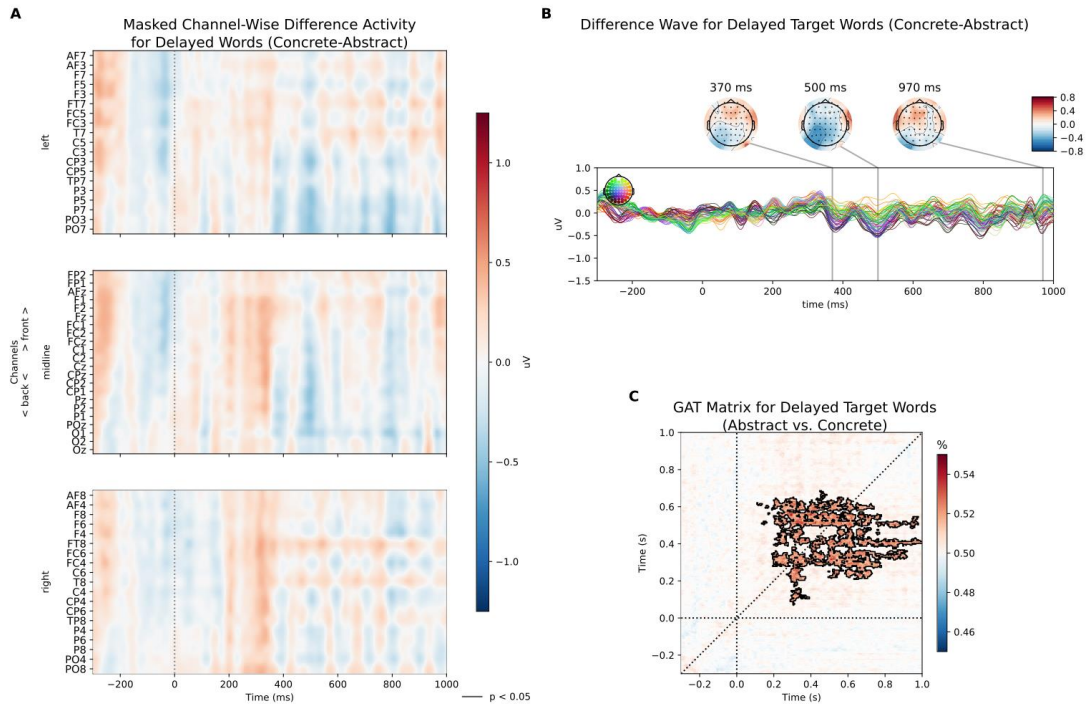 A
Masked Channel-Wise Difference Activity
for Delayed Words (Concrete-Abstract)
AF7
AF3
F7
F5
F3
FT7
FC5
FC3
T7
C5
C3
CP3
CP5
TP7
P3
P5
P7
PO3
PO7
left
FP2
FP1
AFz
F1
F2
Fz
FC1
FC2
FCz
C1
C2
Cz
CPz
CP2
CP1
Pz
P2
P1
POz
O1
O2
Oz
midline
Channels
< back < > front >
AF8
AF4
F8
F6
F4
FT8
FC6
FC4
C6
T8
C4
CP4
CP6
TP8
P4
P6
P8
PO4
PO8
right
−200 0 200 400 600 800 1000
Time (ms)
p < 0.05
1.0
0.5
0.0
−0.5
−1.0
uV
B
Difference Wave for Delayed Target Words (Concrete-Abstract)
370 ms 500 ms 970 ms
0.8
0.4
0.0
−0.4
−0.8
1.0
0.5
0.0
−0.5
−1.0
−1.5
uV
−200 0 200 400 600 800 1000
time (ms)
C
GAT Matrix for Delayed Target Words
(Abstract vs. Concrete)
1.0
0.8
0.6
0.4
0.2
0.0
−0.2
Time (s)
−0.2 0.0 0.2 0.4 0.6 0.8 1.0
Time (s)
%
0.54
0.52
0.50
0.48
0.46